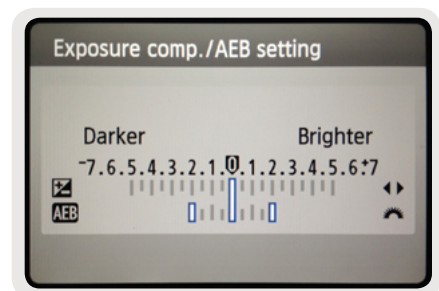 Exposure comp./AEB setting
Darker Brighter
-7.6.5.4.3.2.1.0.1.2.3.4.5.6.+7
AEB